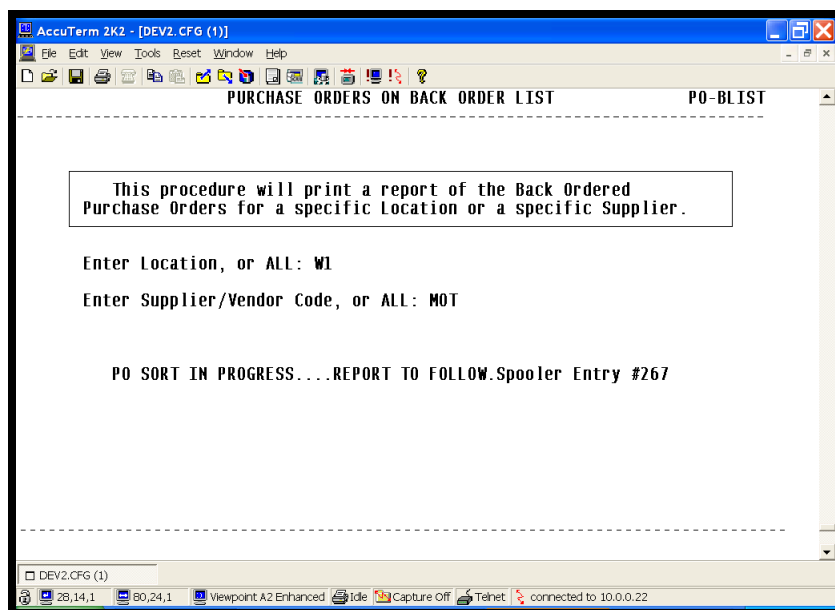 AccuTerm 2K2 - [DEV2.CFG (1)]
File Edit View Tools Reset Window Help
PURCHASE ORDERS ON BACK ORDER LIST PO-BLIST
This procedure will print a report of the Back Ordered
Purchase Orders for a specific Location or a specific Supplier.
Enter Location, or ALL: W1
Enter Supplier/Vendor Code, or ALL: MOT
PO SORT IN PROGRESS....REPORT TO FOLLOW.Spooler Entry #267
DEV2.CFG (1)
28,14,1 80,24,1 Viewpoint A2 Enhanced Idle Capture Off Telnet connected to 10.0.0.22